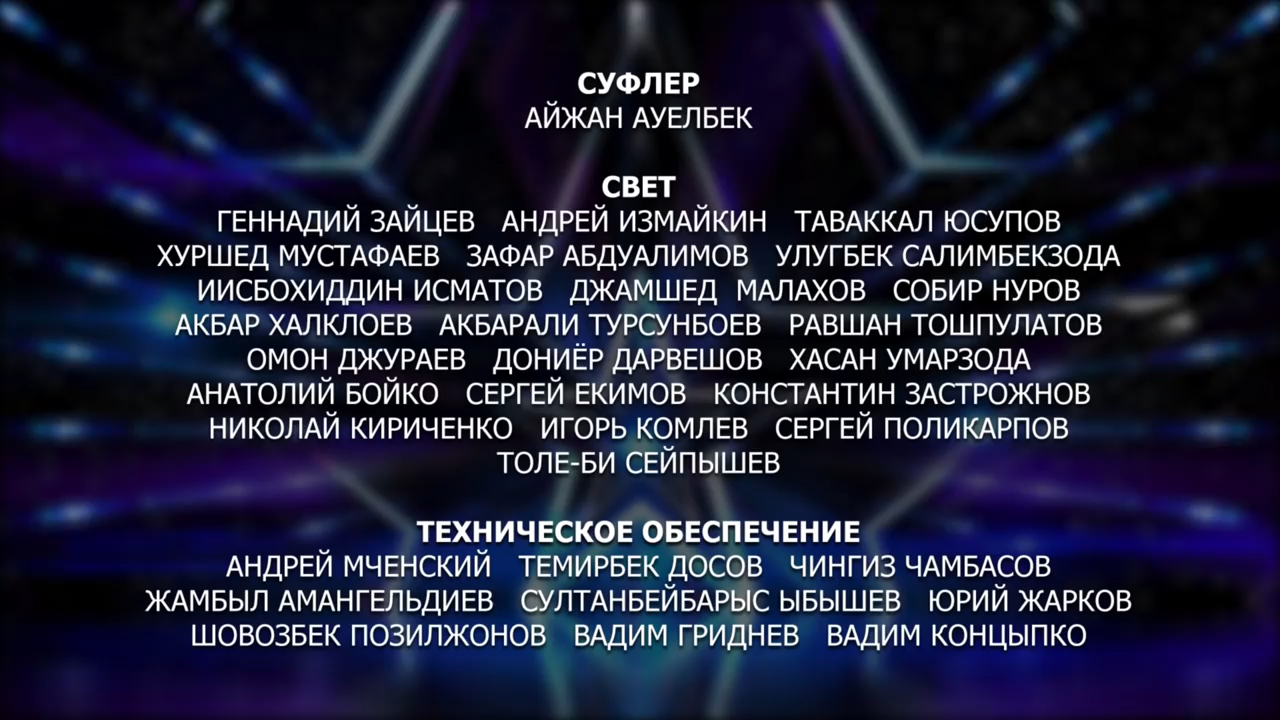 СУФЛЕР
АЙЖАН АУЕЛБЕК
СВЕТ
ГЕННАДИЙ ЗАЙЦЕВ АНДРЕЙ ИЗМАЙКИН ТАВАККАЛ ЮСУПОВ
ХУРШЕД МУСТАФАЕВ ЗАФАР АБДУАЛИМОВ УЛУГБЕК САЛИМБЕКЗОДА
ИИСБОХИДДИН ИСМАТОВ ДЖАМШЕД МАЛАХОВ СОБИР НУРОВ
АКБАР ХАЛКЛОЕВ АКБАРАЛИ ТУРСУНБОЕВ РАВШАН ТОШПУЛАТОВ
ОМОН ДЖУРАЕВ ДОНИЁР ДАРВЕШОВ ХАСАН УМАРЗОДА
АНАТОЛИЙ БОЙКО СЕРГЕЙ ЕКИМОВ КОНСТАНТИН ЗАСТРОЖНОВ
НИКОЛАЙ КИРИЧЕНКО ИГОРЬ КОМЛЕВ СЕРГЕЙ ПОЛИКАРПОВ
ТОЛЕ-БИ СЕЙПЫШЕВ
ТЕХНИЧЕСКОЕ ОБЕСПЕЧЕНИЕ
АНДРЕЙ МЧЕНСКИЙ ТЕМИРБЕК ДОСОВ ЧИНГИЗ ЧАМБАСОВ
ЖАМБЫЛ АМАНГЕЛЬДИЕВ СУЛТАНБЕЙБАРЫС ЫБЫШЕВ ЮРИЙ ЖАРКОВ
ШОВОЗБЕК ПОЗИЛЖОНОВ ВАДИМ ГРИДНЕВ ВАДИМ КОНЦЫПКО